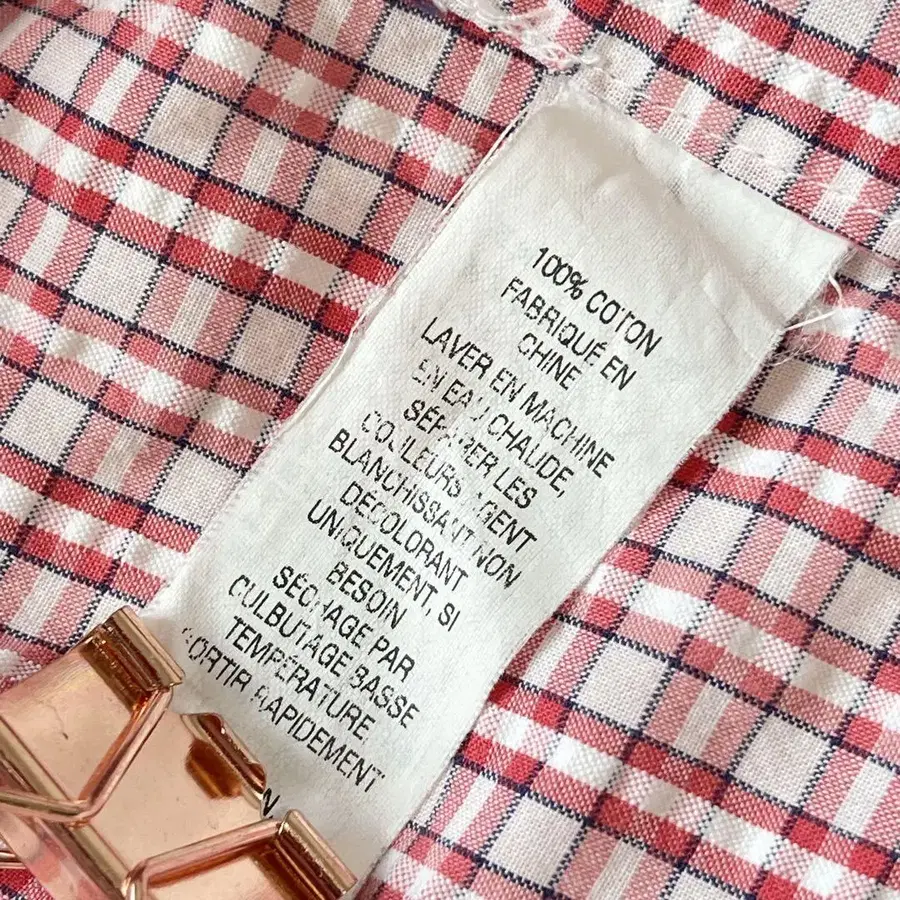 100% COTON
FABRIQUÉ EN
CHINE
LAVER EN MACHINE
EN EAU CHAUDE,
SÉPARER LES
COULEURS, AGENT
BLANCHISSANT NON
DÉCOLORANT
UNIQUEMENT, SI
BESOIN
SÉCHAGE PAR
CULBUTAGE BASSE
TEMPÉRATURE,
SORTIR RAPIDEMENT